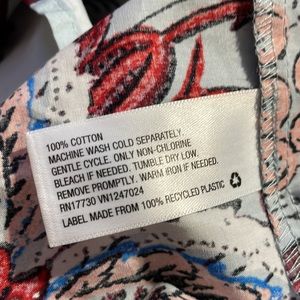 100% COTTON
MACHINE WASH COLD SEPARATELY.
GENTLE CYCLE. ONLY NON-CHLORINE
BLEACH IF NEEDED. TUMBLE DRY LOW.
REMOVE PROMPTLY. WARM IRON IF NEEDED.
RN17730 VN1247024
LABEL MADE FROM 100% RECYCLED PLASTIC